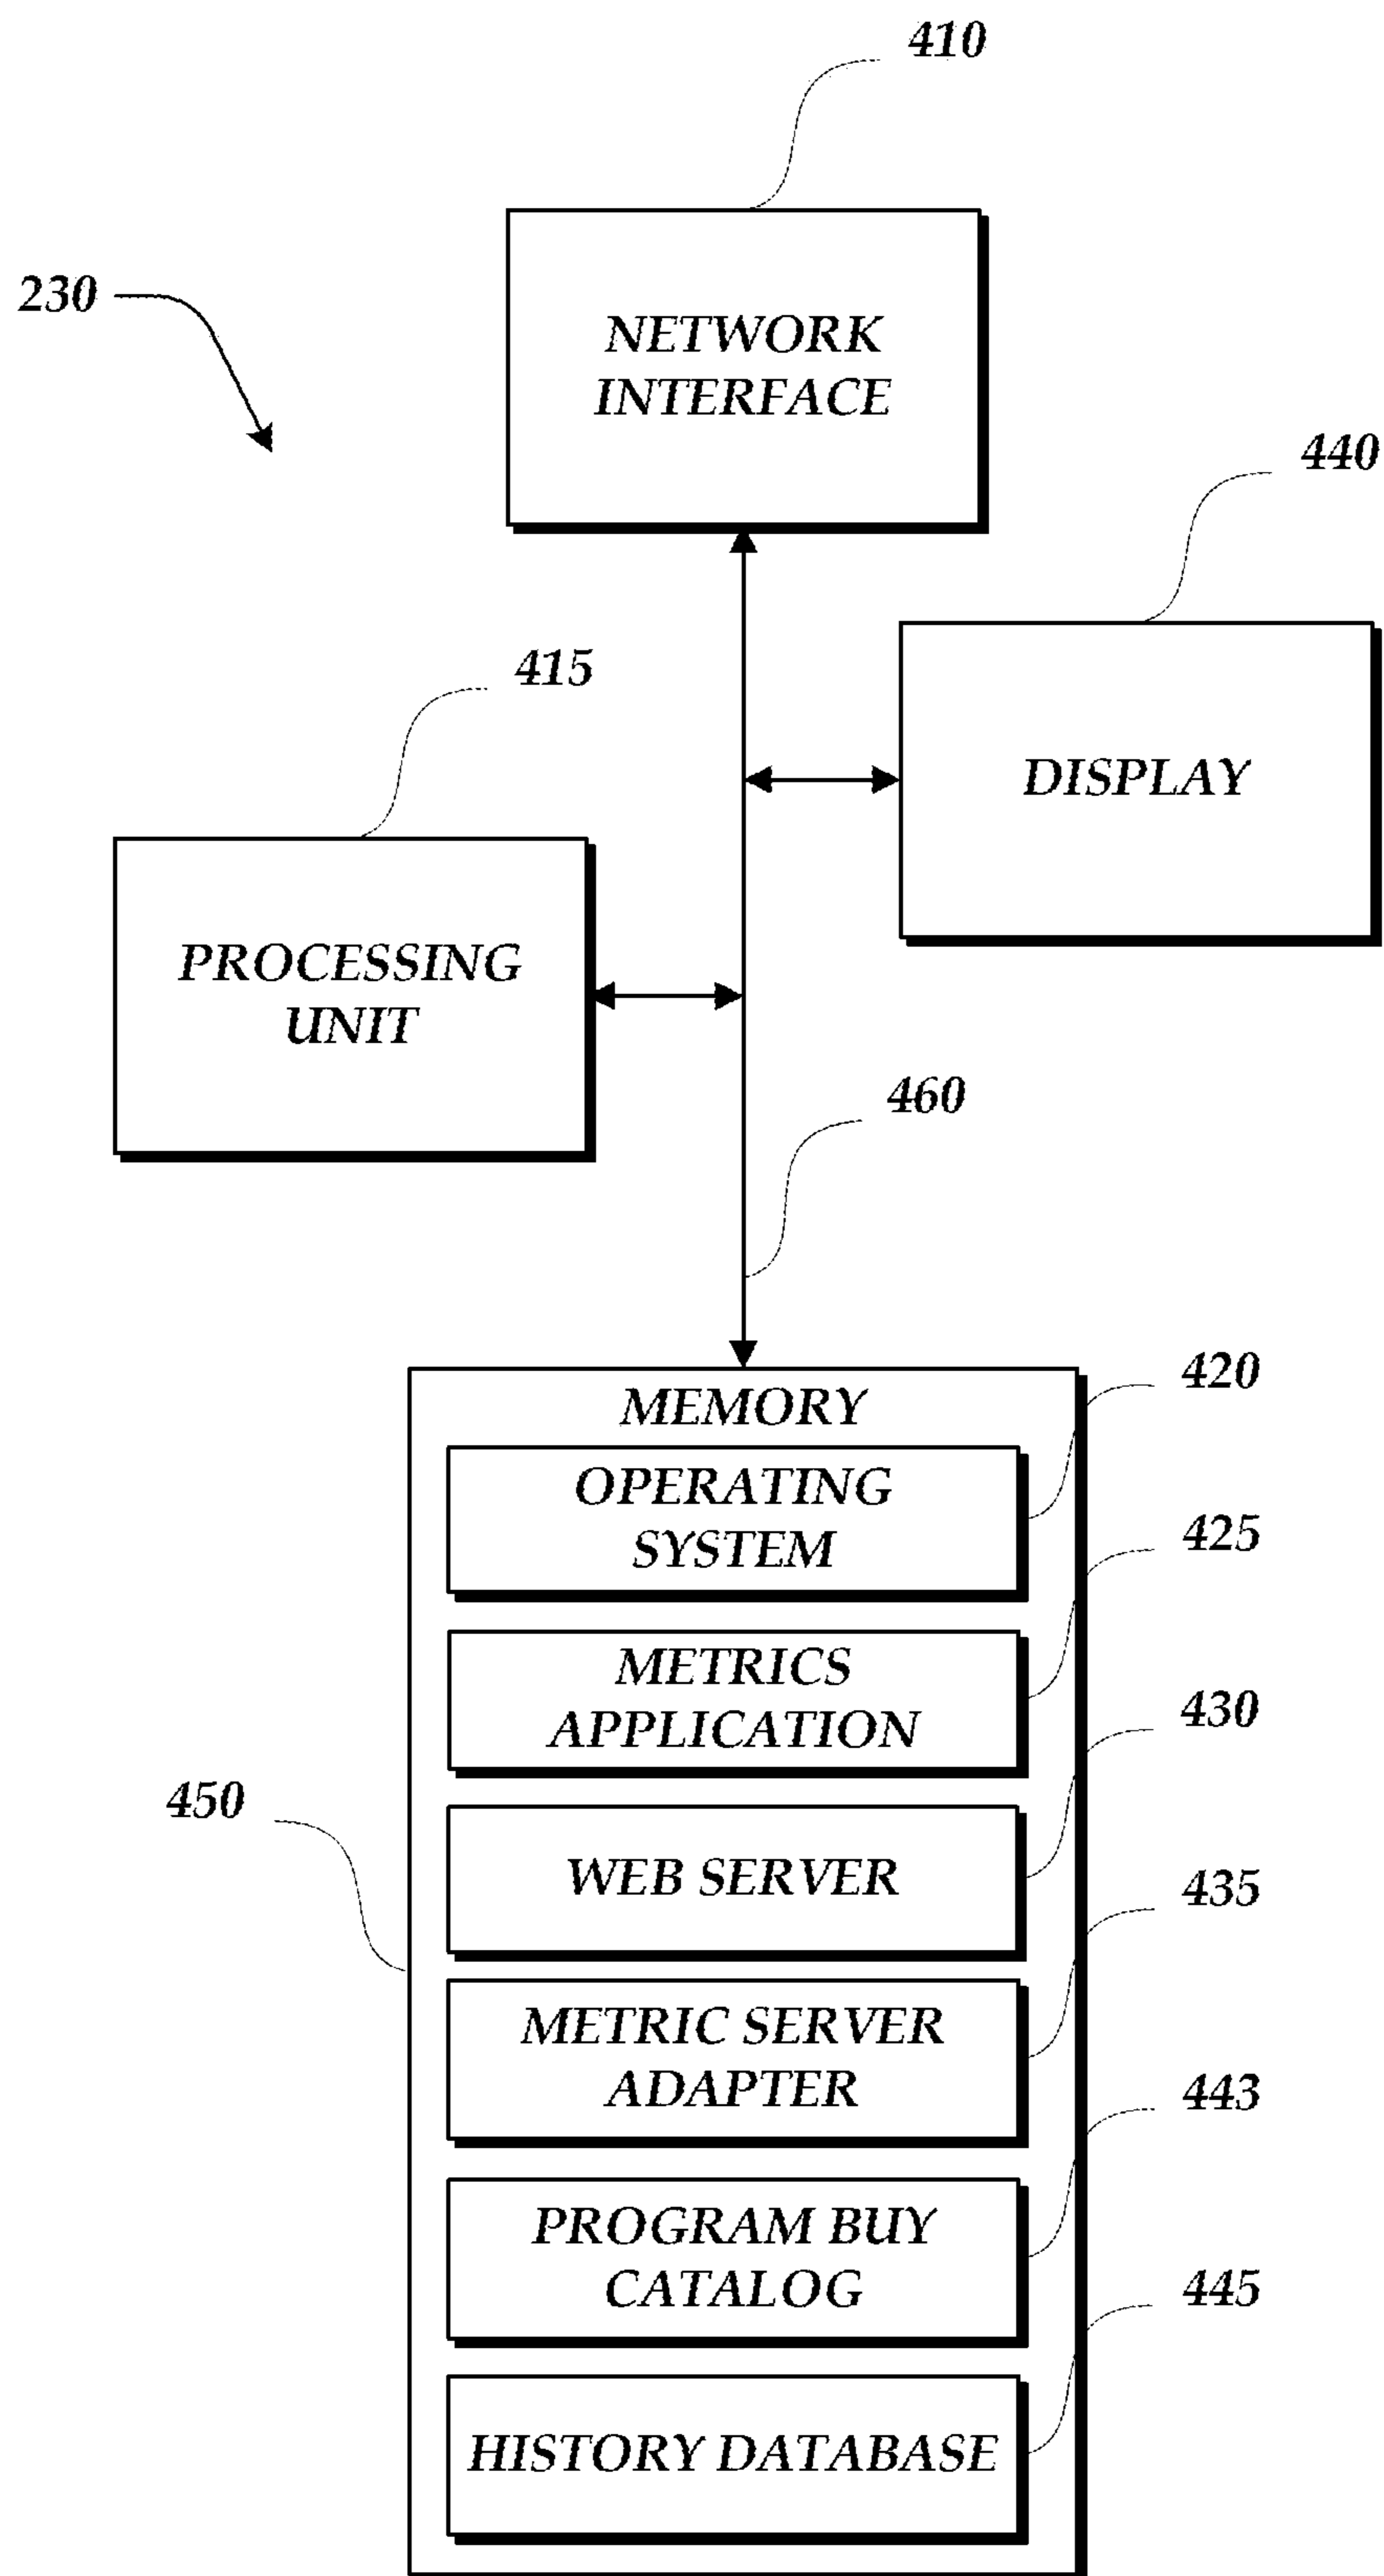 410
230
NETWORK
INTERFACE
440
415
DISPLAY
PROCESSING
UNIT
460
MEMORY
420
OPERATING
SYSTEM
425
METRICS
APPLICATION
430
450
WEB SERVER
435
METRIC SERVER
ADAPTER
443
PROGRAM BUY
CATALOG
445
HISTORY DATABASE